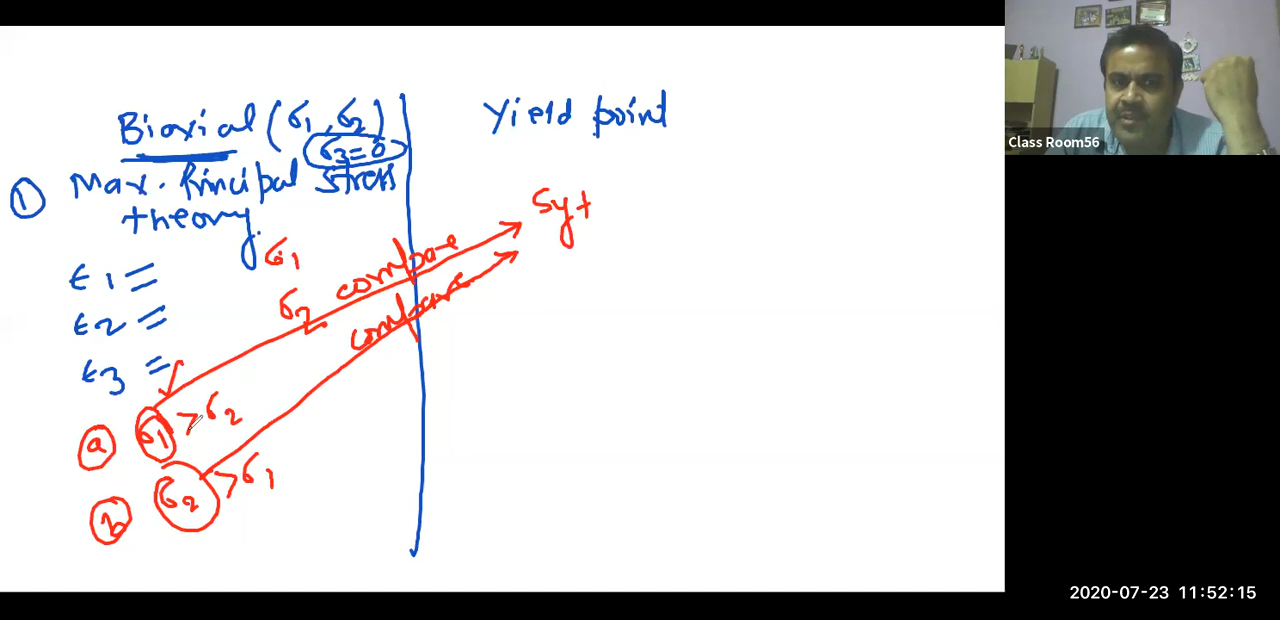 Biaxial (σ1, σ2)
σ3 = 0
Yield point
① Max. Principal stress
theory.
Syt
σ1
ε1 =
compare
σ2
ε2 =
compare
ε3 =
ⓐ σ1 > σ2
ⓑ σ2 > σ1
Class Room56
2020-07-23 11:52:15